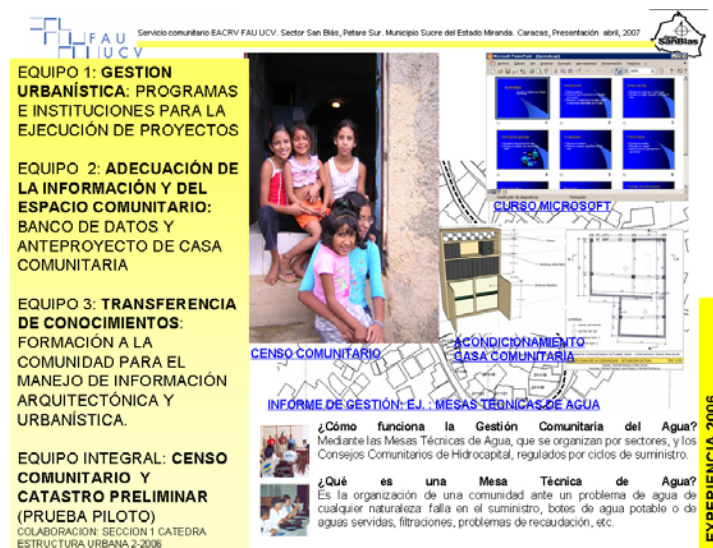 FAU
UCV
Servicio comunitario EACRV FAU UCV. Sector San Blás, Petare Sur. Municipio Sucre del Estado Miranda. Caracas, Presentación abril, 2007
SanBlas
EQUIPO 1: GESTION
URBANÍSTICA: PROGRAMAS
E INSTITUCIONES PARA LA
EJECUCIÓN DE PROYECTOS
EQUIPO 2: ADECUACIÓN DE
LA INFORMACIÓN Y DEL
ESPACIO COMUNITARIO:
BANCO DE DATOS Y
ANTEPROYECTO DE CASA
COMUNITARIA
EQUIPO 3: TRANSFERENCIA
DE CONOCIMIENTOS:
FORMACIÓN A LA
COMUNIDAD PARA EL
MANEJO DE INFORMACIÓN
ARQUITECTÓNICA Y
URBANÍSTICA.
EQUIPO INTEGRAL: CENSO
COMUNITARIO Y
CATASTRO PRELIMINAR
(PRUEBA PILOTO)
COLABORACION: SECCION 1 CATEDRA
ESTRUCTURA URBANA 2-2006
CURSO MICROSOFT
CENSO COMUNITARIO
ACONDICIONAMIENTO
CASA COMUNITARIA
INFORME DE GESTIÓN: EJ. : MESAS TÉCNICAS DE AGUA
¿Cómo funciona la Gestión Comunitaria del Agua?
Mediante las Mesas Técnicas de Agua, que se organizan por sectores, y los
Consejos Comunitarios de Hidrocapital, regulados por ciclos de suministro.
¿Qué es una Mesa Técnica de Agua?
Es la organización de una comunidad ante un problema de agua de
cualquier naturaleza: falla en el suministro, botes de agua potable o de
aguas servidas, filtraciones, problemas de recaudación, etc.
EXPERIENCIA 2006